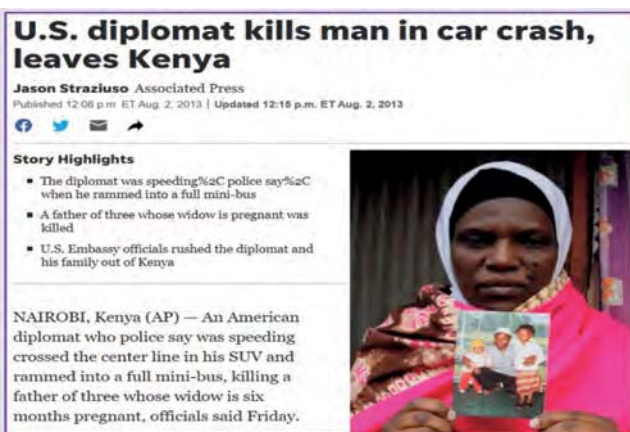 U.S. diplomat kills man in car crash,
leaves Kenya
Jason Straziuso Associated Press
Published 12:08 p.m. ET Aug. 2, 2013 | Updated 12:15 p.m. ET Aug. 2, 2013
Story Highlights
▪ The diplomat was speeding%2C police say%2C
when he rammed into a full mini-bus
▪ A father of three whose widow is pregnant was
killed
▪ U.S. Embassy officials rushed the diplomat and
his family out of Kenya
NAIROBI, Kenya (AP) — An American
diplomat who police say was speeding
crossed the center line in his SUV and
rammed into a full mini-bus, killing a
father of three whose widow is six
months pregnant, officials said Friday.